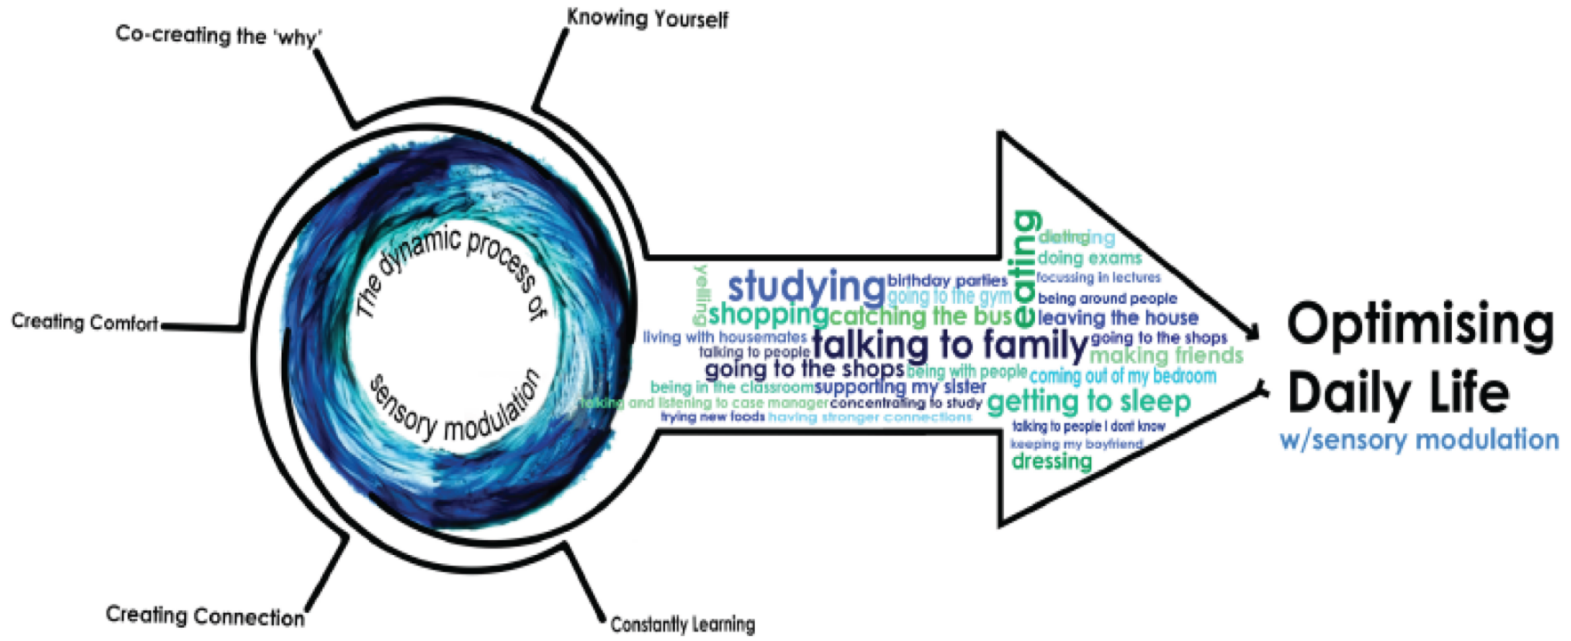 Co-creating the 'why'
Knowing Yourself
Creating Comfort
Creating Connection
Constantly Learning
The dynamic process of
sensory modulation
yelling
studying
birthday parties
going to the gym
shopping
catching the bus
living with housemates
talking to people
talking to family
going to the shops
being with people
being in the classroom
supporting my sister
talking and listening to case manager
concentrating to study
trying new foods
having stronger connections
eating
doing exams
focussing in lectures
being around people
leaving the house
going to the shops
making friends
coming out of my bedroom
getting to sleep
talking to people I dont know
keeping my boyfriend
dressing
Optimising
Daily Life
w/sensory modulation